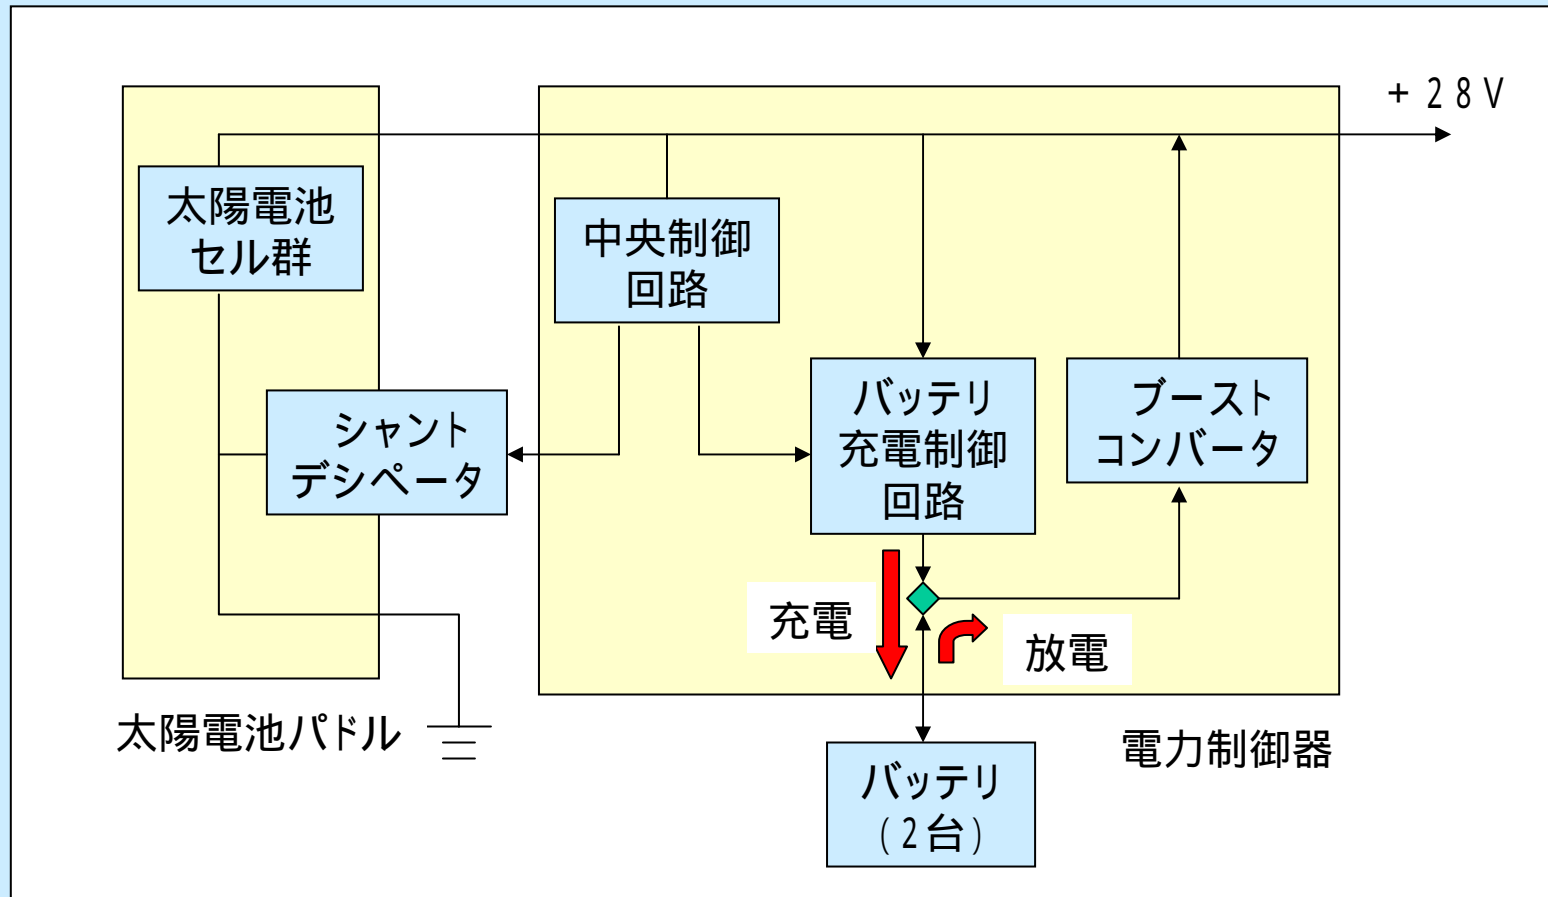 +28V
太陽電池
セル群
中央制御
回路
シャント
デシペータ
バッテリ
充電制御
回路
ブースト
コンバータ
充電
放電
太陽電池パドル
電力制御器
バッテリ
(2台)